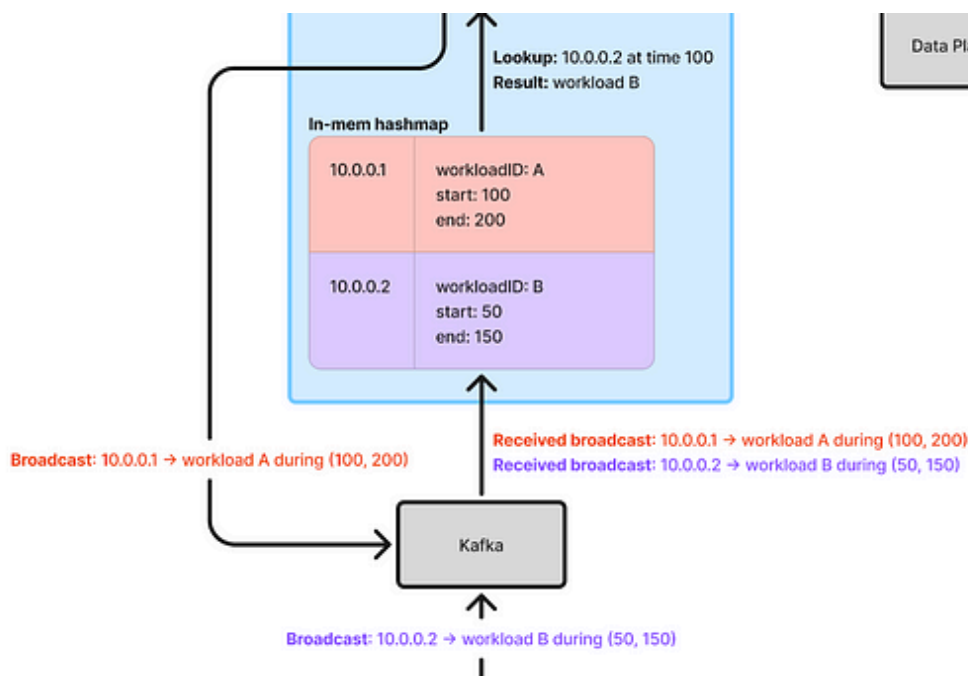 Data Pla
Lookup: 10.0.0.2 at time 100
Result: workload B
In-mem hashmap
10.0.0.1
workloadID: A
start: 100
end: 200
10.0.0.2
workloadID: B
start: 50
end: 150
Received broadcast: 10.0.0.1 → workload A during (100, 200)
Received broadcast: 10.0.0.2 → workload B during (50, 150)
Broadcast: 10.0.0.1 → workload A during (100, 200)
Kafka
Broadcast: 10.0.0.2 → workload B during (50, 150)